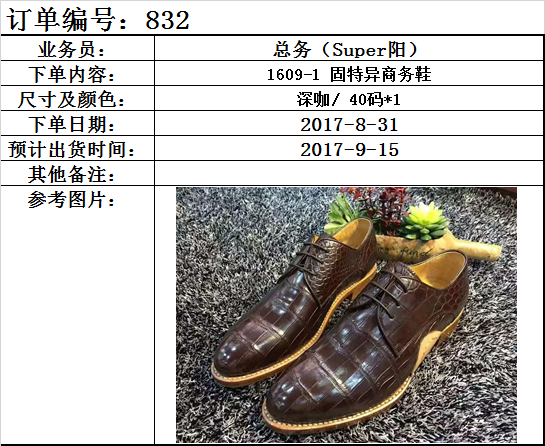 订单编号：832
业务员： 总务（Super阳）
下单内容： 1609-1 固特异商务鞋
尺寸及颜色： 深咖/ 40码*1
下单日期： 2017-8-31
预计出货时间： 2017-9-15
其他备注：
参考图片：